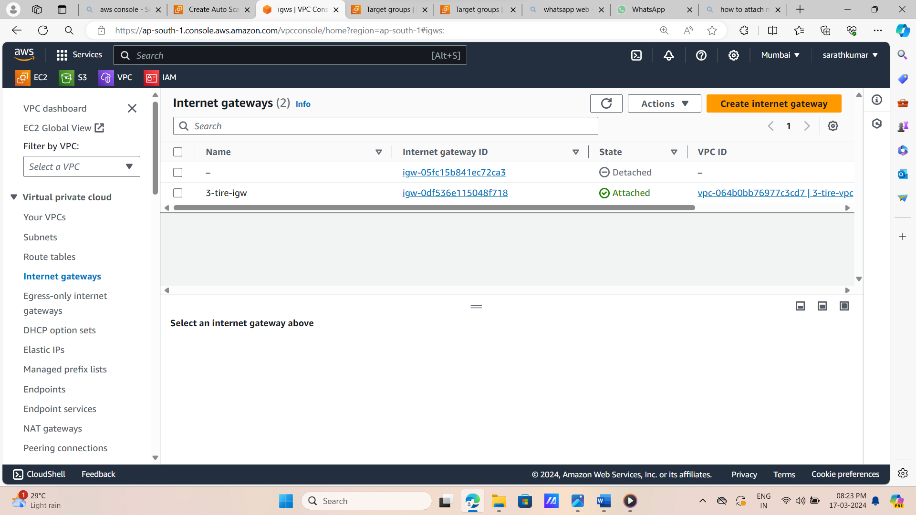 aws console - Se
Create Auto Sca
igws | VPC Cons
Target groups |
Target groups |
whatsapp web
WhatsApp
how to attach m
https://ap-south-1.console.aws.amazon.com/vpcconsole/home?region=ap-south-1#igws:
aws
Services
Search
[Alt+S]
Mumbai
sarathkumar
EC2
S3
VPC
IAM
VPC dashboard
EC2 Global View
Filter by VPC:
Select a VPC
Virtual private cloud
Your VPCs
Subnets
Route tables
Internet gateways
Egress-only internet
gateways
DHCP option sets
Elastic IPs
Managed prefix lists
Endpoints
Endpoint services
NAT gateways
Peering connections
Internet gateways (2) Info
Actions
Create internet gateway
Search
1
Name
Internet gateway ID
State
VPC ID
– igw-05fc15b841ec72ca3 Detached –
3-tire-igw igw-0df536e115048f718 Attached vpc-064b0bb76977c3cd7 | 3-tire-vpc
Select an internet gateway above
CloudShell
Feedback
© 2024, Amazon Web Services, Inc. or its affiliates.
Privacy
Terms
Cookie preferences
1
29°C
Light rain
Search
ENG
IN
08:23 PM
17-03-2024